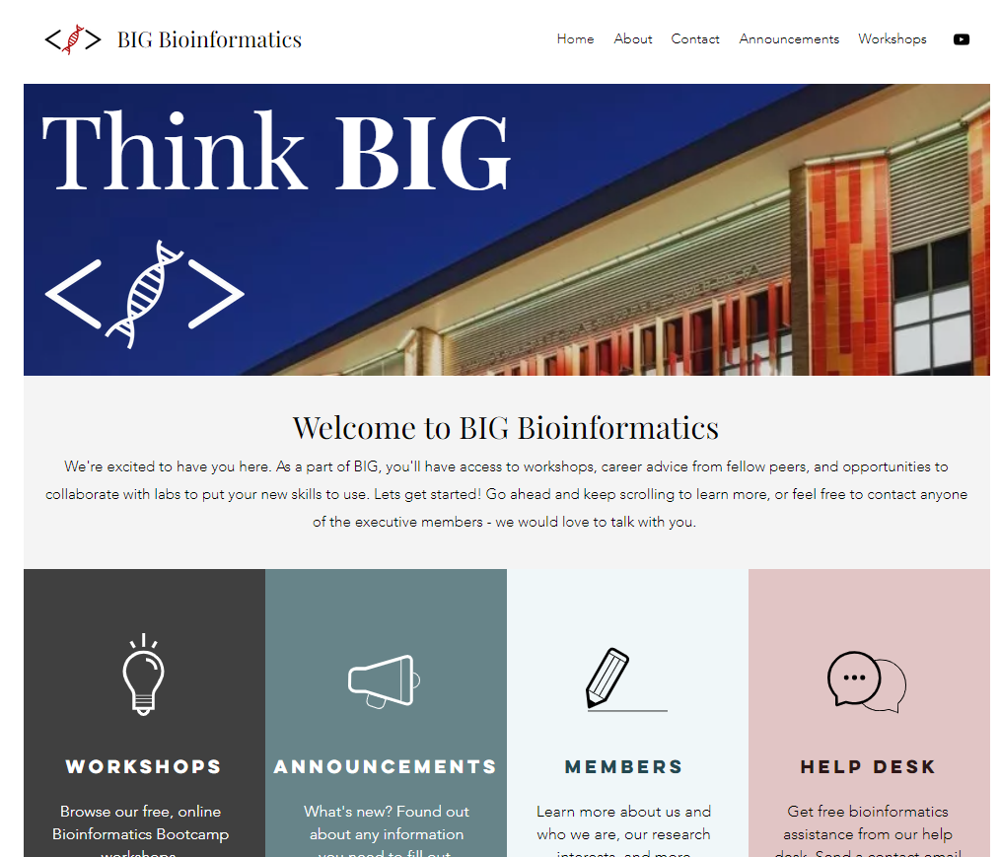 BIG Bioinformatics
Home About Contact Announcements Workshops
Think BIG
Welcome to BIG Bioinformatics
We're excited to have you here. As a part of BIG, you'll have access to workshops, career advice from fellow peers, and opportunities to
collaborate with labs to put your new skills to use. Lets get started! Go ahead and keep scrolling to learn more, or feel free to contact anyone
of the executive members - we would love to talk with you.
WORKSHOPS
Browse our free, online
Bioinformatics Bootcamp
workshops
ANNOUNCEMENTS
What's new? Found out
about any information
you need to fill out
MEMBERS
Learn more about us and
who we are, our research
interests, and more
HELP DESK
Get free bioinformatics
assistance from our help
desk. Send a contact email